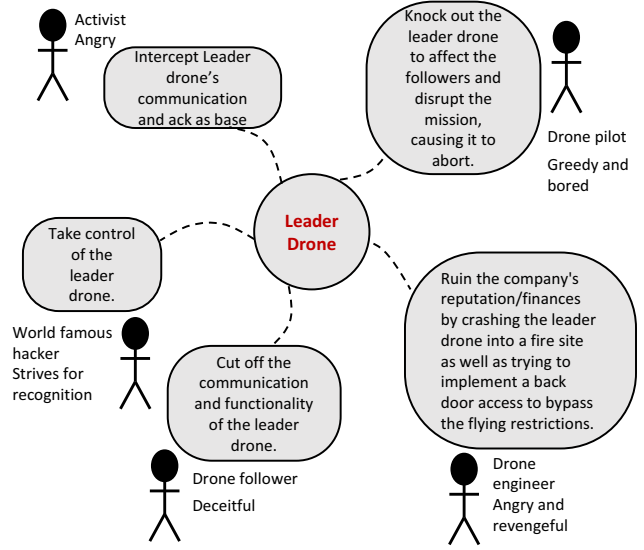 Activist
Angry
Intercept Leader
drone's
communication
and ack as base
Knock out the
leader drone
to affect the
followers and
disrupt the
mission,
causing it to
abort.
Drone pilot
Greedy and
bored
Leader
Drone
Take control
of the
leader
drone.
World famous
hacker
Strives for
recognition
Cut off the
communication
and functionality
of the leader
drone.
Drone follower
Deceitful
Ruin the company's
reputation/finances
by crashing the leader
drone into a fire site
as well as trying to
implement a back
door access to bypass
the flying restrictions.
Drone
engineer
Angry and
revengeful